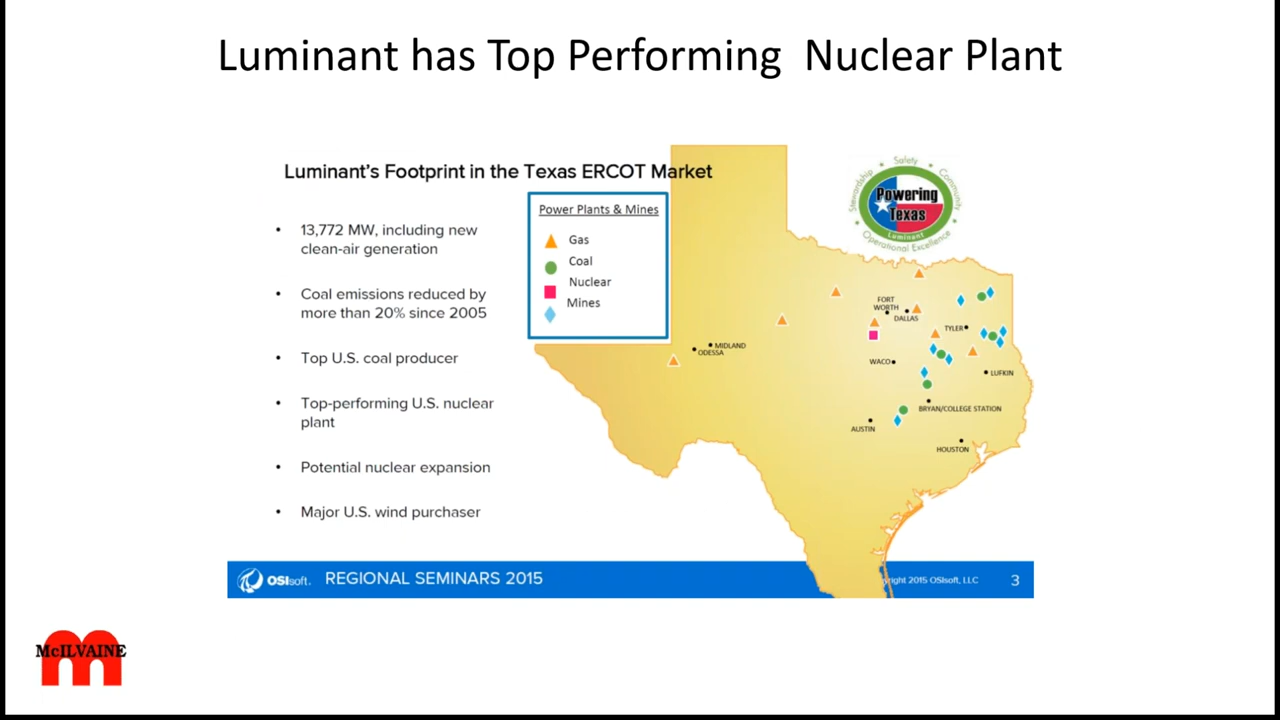 Luminant has Top Performing Nuclear Plant
Luminant's Footprint in the Texas ERCOT Market
• 13,772 MW, including new
clean-air generation
• Coal emissions reduced by
more than 20% since 2005
• Top U.S. coal producer
• Top-performing U.S. nuclear
plant
• Potential nuclear expansion
• Major U.S. wind purchaser
Power Plants & Mines
Gas
Coal
Nuclear
Mines
Stewardship
Safety
Community
Powering
Texas
Luminant
Operational Excellence
FORT
WORTH
DALLAS
TYLER
MIDLAND
ODESSA
WACO
LUFKIN
BRYAN/COLLEGE STATION
AUSTIN
HOUSTON
OSIsoft. REGIONAL SEMINARS 2015
right 2015 OSIsoft, LLC 3
McILVAINE